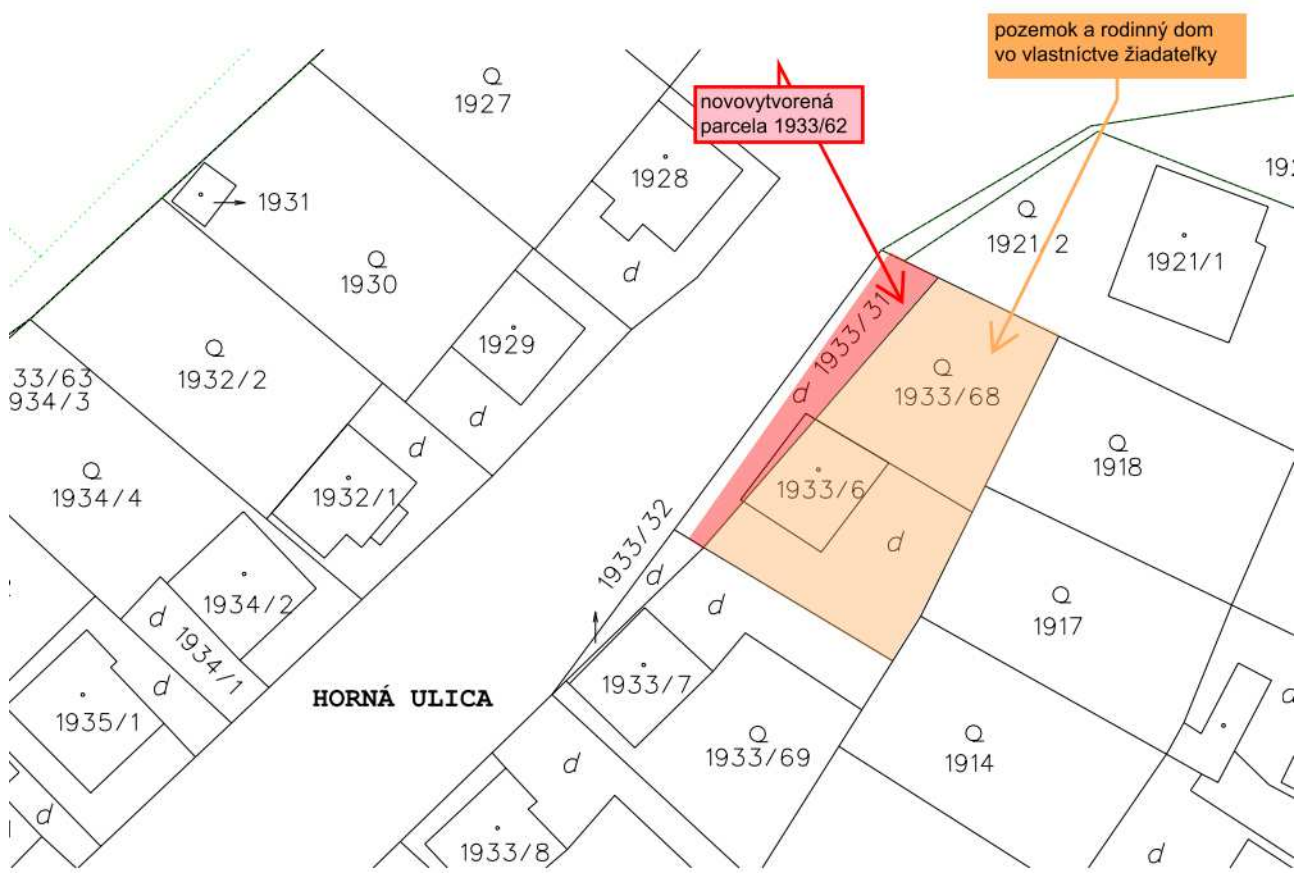 pozemok a rodinný dom
vo vlastníctve žiadateľky
novovytvorená
parcela 1933/62
Q
1927
1928
d
1931
Q
1930
1929
d
Q
1921 2
1921/1
Q
1932/2
33/63
934/3
d
1932/1
Q
1934/4
d 1933/31
Q
1933/68
1933/6
d
Q
1918
1933/32
d
d
1934/2
d
1934/1
d
1935/1
d
HORNÁ ULICA
1933/7
Q
1917
Q
1933/69
Q
1914
d
1933/8
d
d